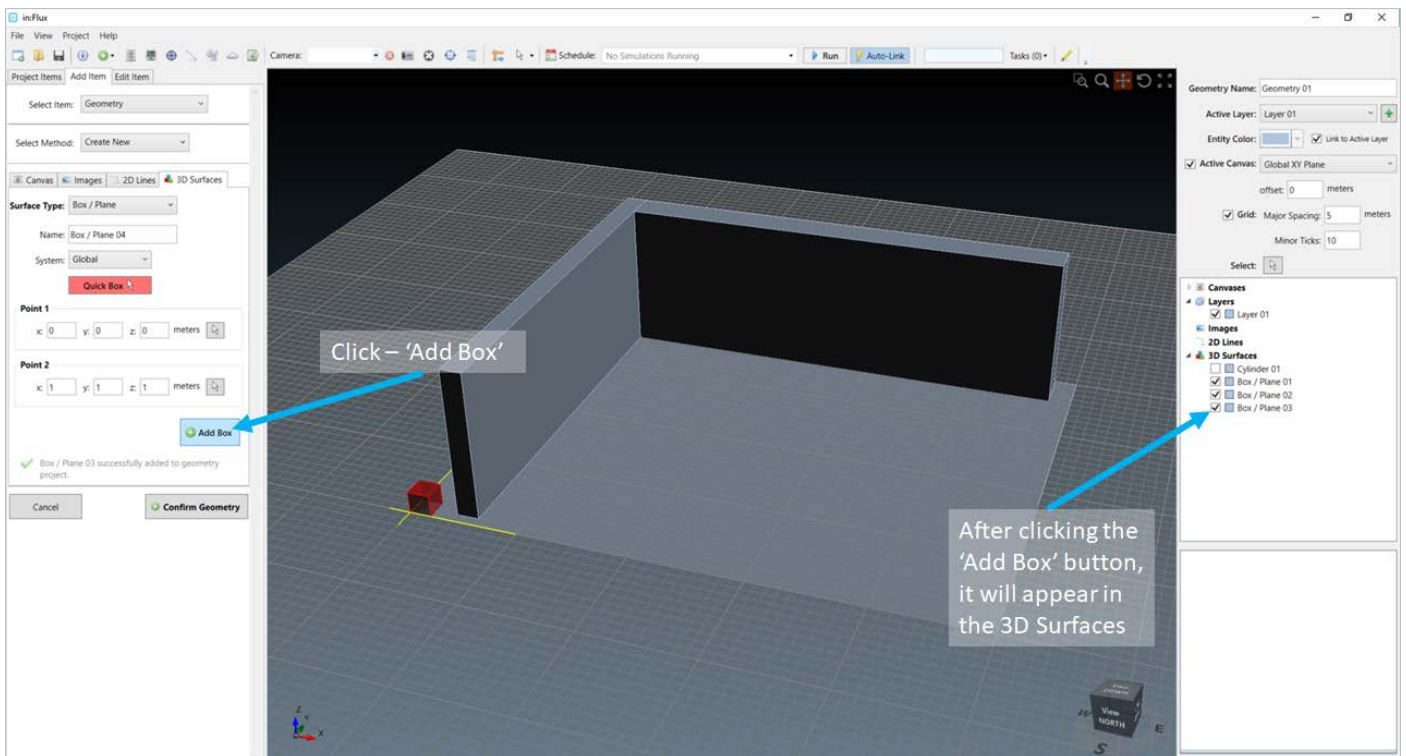 in:Flux
File View Project Help
Camera:
Schedule: No Simulations Running
Run
Auto-Link
Tasks (0)
Project Items Add Item Edit Item
Select Item: Geometry
Select Method: Create New
Canvas Images 2D Lines 3D Surfaces
Surface Type: Box / Plane
Name: Box / Plane 04
System: Global
Quick Box
Point 1
x: 0 y: 0 z: 0 meters
Point 2
x: 1 y: 1 z: 1 meters
Add Box
Box / Plane 03 successfully added to geometry
project.
Cancel
Confirm Geometry
Click – ‘Add Box’
After clicking the
‘Add Box’ button,
it will appear in
the 3D Surfaces
Z
Y
X
View
NORTH
W
E
S
Geometry Name: Geometry 01
Active Layer: Layer 01
Entity Color: Link to Active Layer
Active Canvas: Global XY Plane
offset: 0 meters
Grid: Major Spacing: 5 meters
Minor Ticks: 10
Select:
Canvases
Layers
Layer 01
Images
2D Lines
3D Surfaces
Cylinder 01
Box / Plane 01
Box / Plane 02
Box / Plane 03